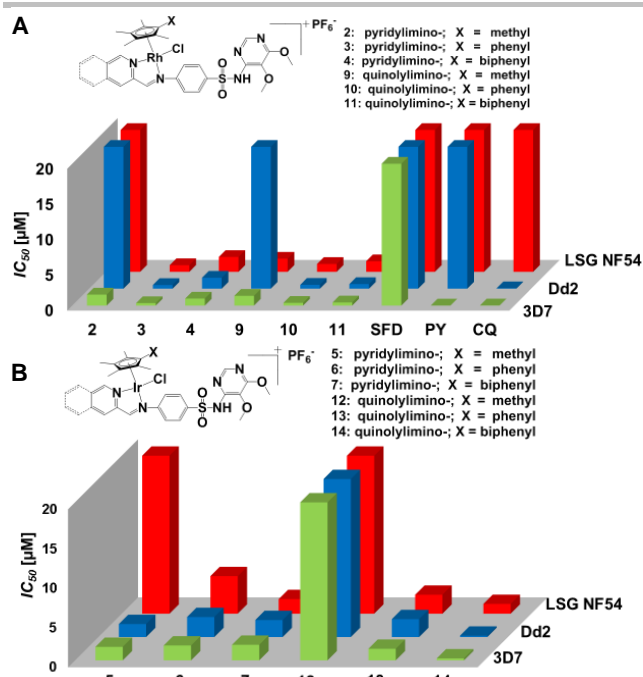 A
X
PF6-
+
Cl
Rh
N
N
O
S
O
NH
N
N
O
O
2: pyridylimino-; X = methyl
3: pyridylimino-; X = phenyl
4: pyridylimino-; X = biphenyl
9: quinolylimino-; X = methyl
10: quinolylimino-; X = phenyl
11: quinolylimino-; X = biphenyl
20
15
10
5
0
IC50 [µM]
LSG NF54
Dd2
3D7
2 3 4 9 10 11 SFD PY CQ
B
X
+
PF6-
Cl
Ir
N
N
O
S
O
NH
N
N
O
O
5: pyridylimino-; X = methyl
6: pyridylimino-; X = phenyl
7: pyridylimino-; X = biphenyl
12: quinolylimino-; X = methyl
13: quinolylimino-; X = phenyl
14: quinolylimino-; X = biphenyl
20
15
10
5
0
IC50 [µM]
LSG NF54
Dd2
3D7